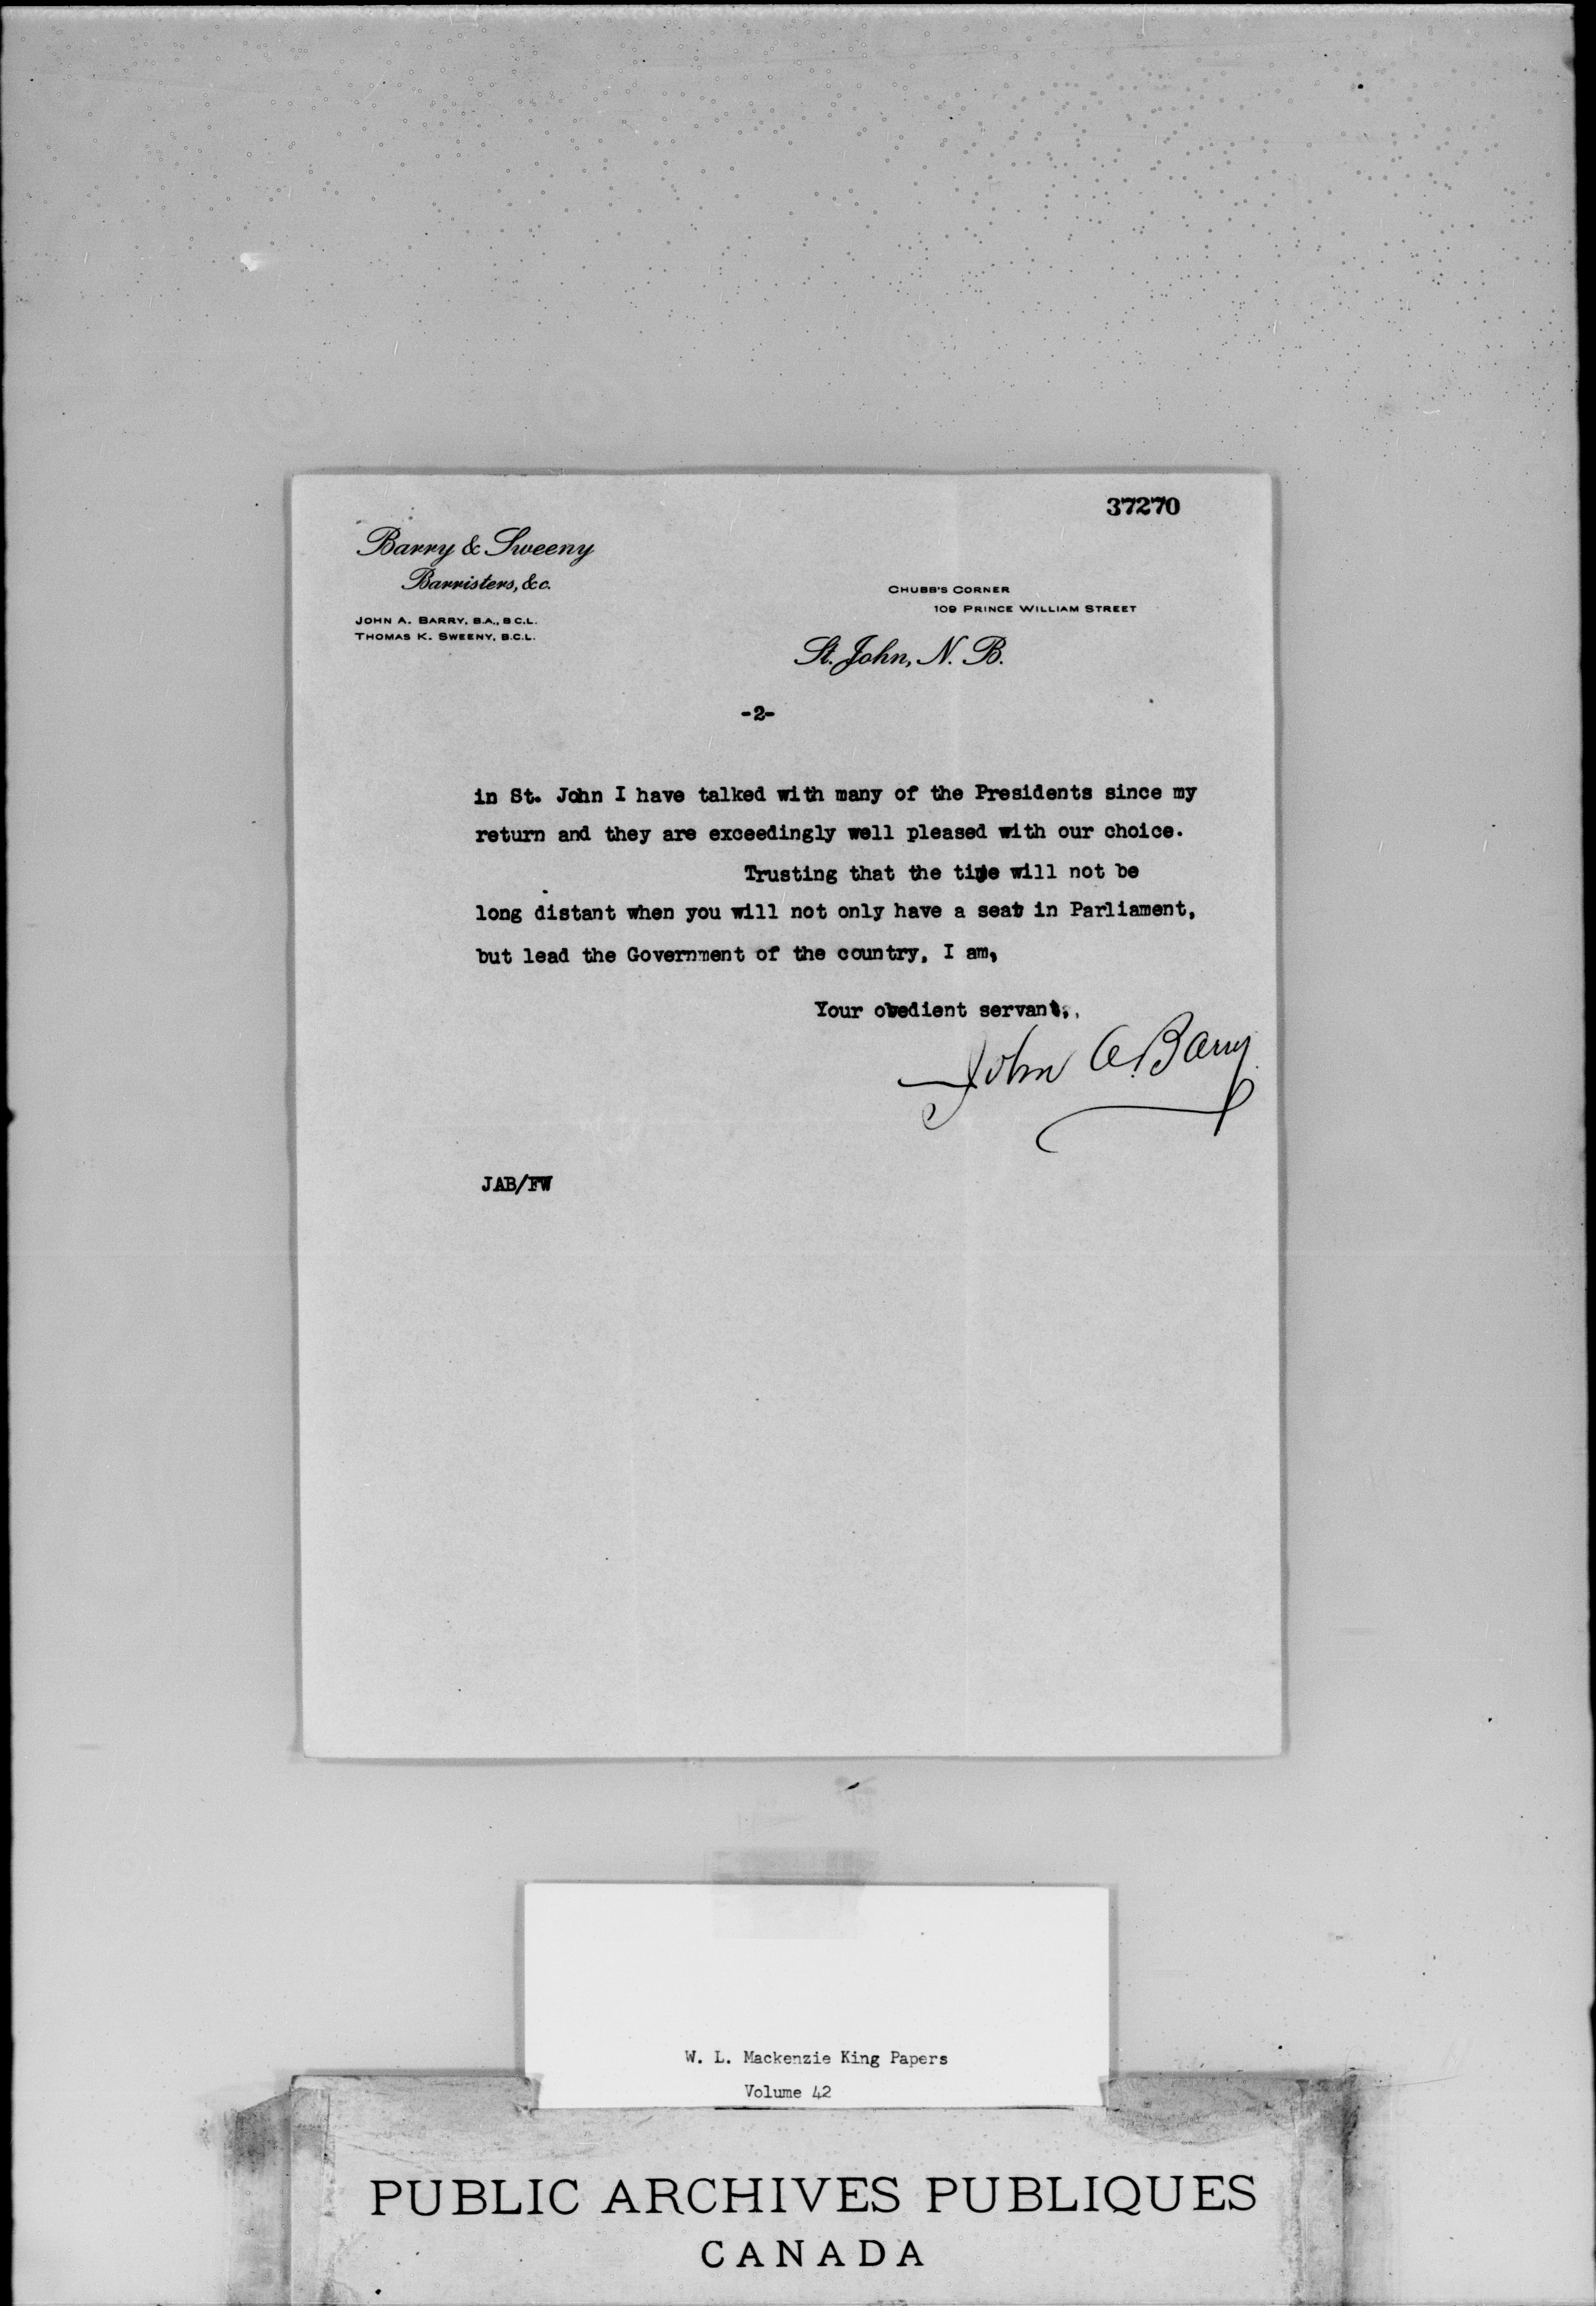 37270
Barry & Sweeny
Barristers, &c.
JOHN A. BARRY, B.A., B.C.L.
THOMAS K. SWEENY, B.C.L.
CHUBB'S CORNER
109 PRINCE WILLIAM STREET
St. John, N. B.
-2-
in St. John I have talked with many of the Presidents since my
return and they are exceedingly well pleased with our choice.
Trusting that the time will not be
long distant when you will not only have a seat in Parliament,
but lead the Government of the country, I am,
Your obedient servant,
John A. Barry
JAB/FW
W. L. Mackenzie King Papers
Volume 42
PUBLIC ARCHIVES PUBLIQUES
CANADA